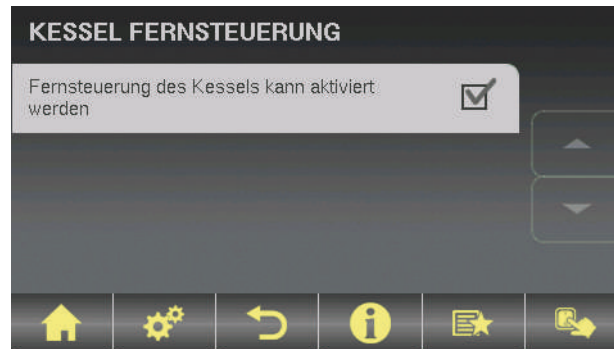 KESSEL FERNSTEUERUNG
Fernsteuerung des Kessels kann aktiviert
werden